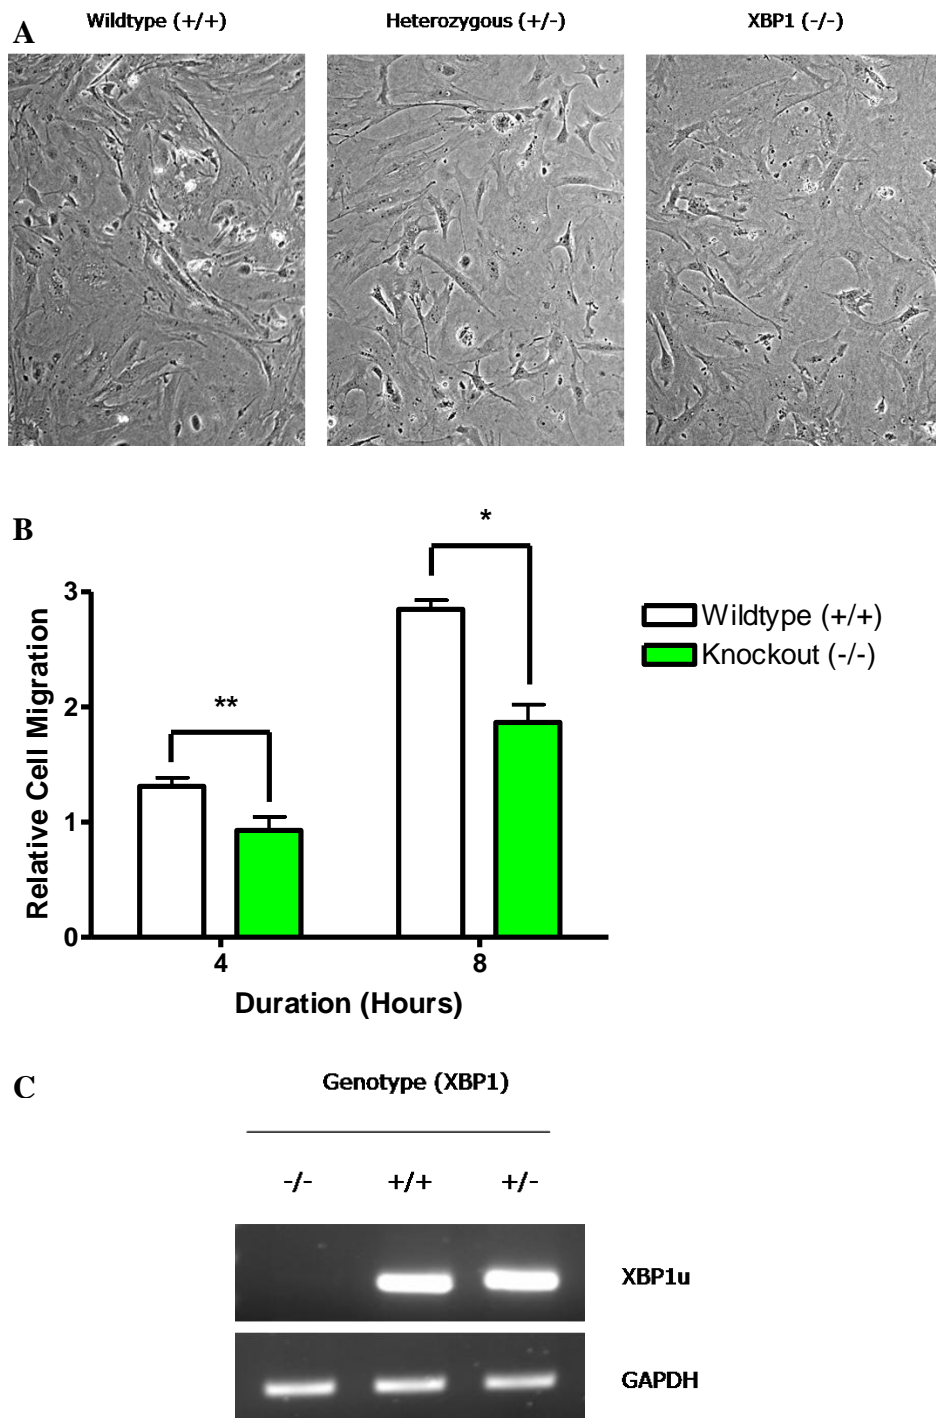 A
Wildtype (+/+) Heterozygous (+/-) XBP1 (-/-)
B
*
**
3
2
1
0
Relative Cell Migration
4 8
Duration (Hours)
Wildtype (+/+)
Knockout (-/-)
C
Genotype (XBP1)
-/- +/+ +/-
XBP1u
GAPDH